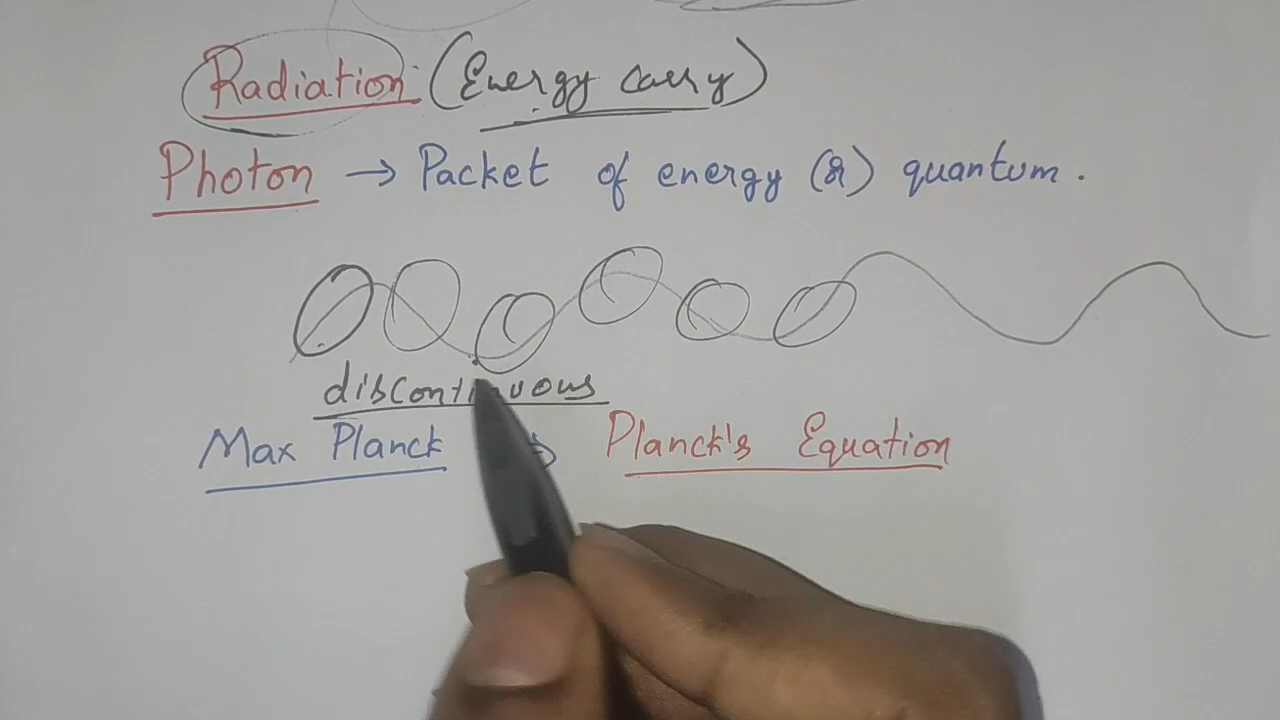 Radiation: (Energy carry)
Photon → Packet of energy (or) quantum.
discontinuous
Max Planck ⇒ Planck's Equation